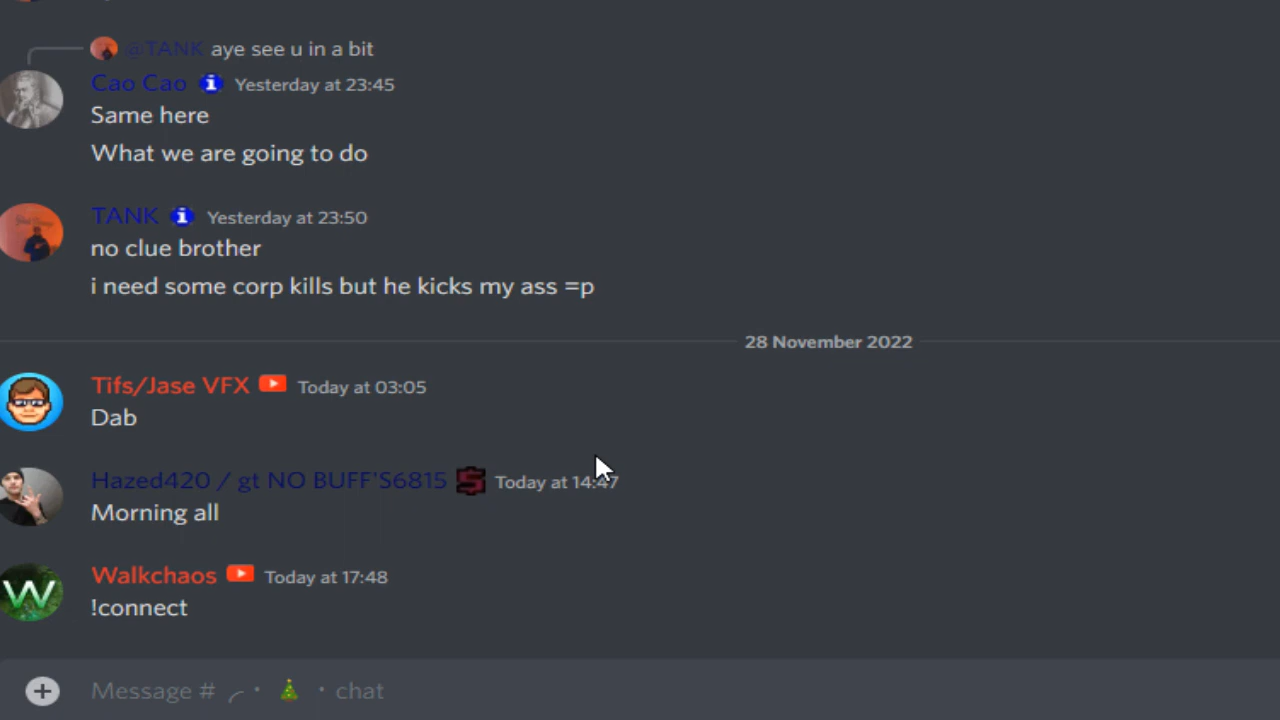 @TANK aye see u in a bit
Cao Cao Yesterday at 23:45
Same here
What we are going to do
TANK Yesterday at 23:50
no clue brother
i need some corp kills but he kicks my ass =p
28 November 2022
Tifs/Jase VFX Today at 03:05
Dab
Hazed420 / gt NO BUFF'S6815 Today at 14:47
Morning all
Walkchaos Today at 17:48
!connect
Message # ╭・🎄・chat